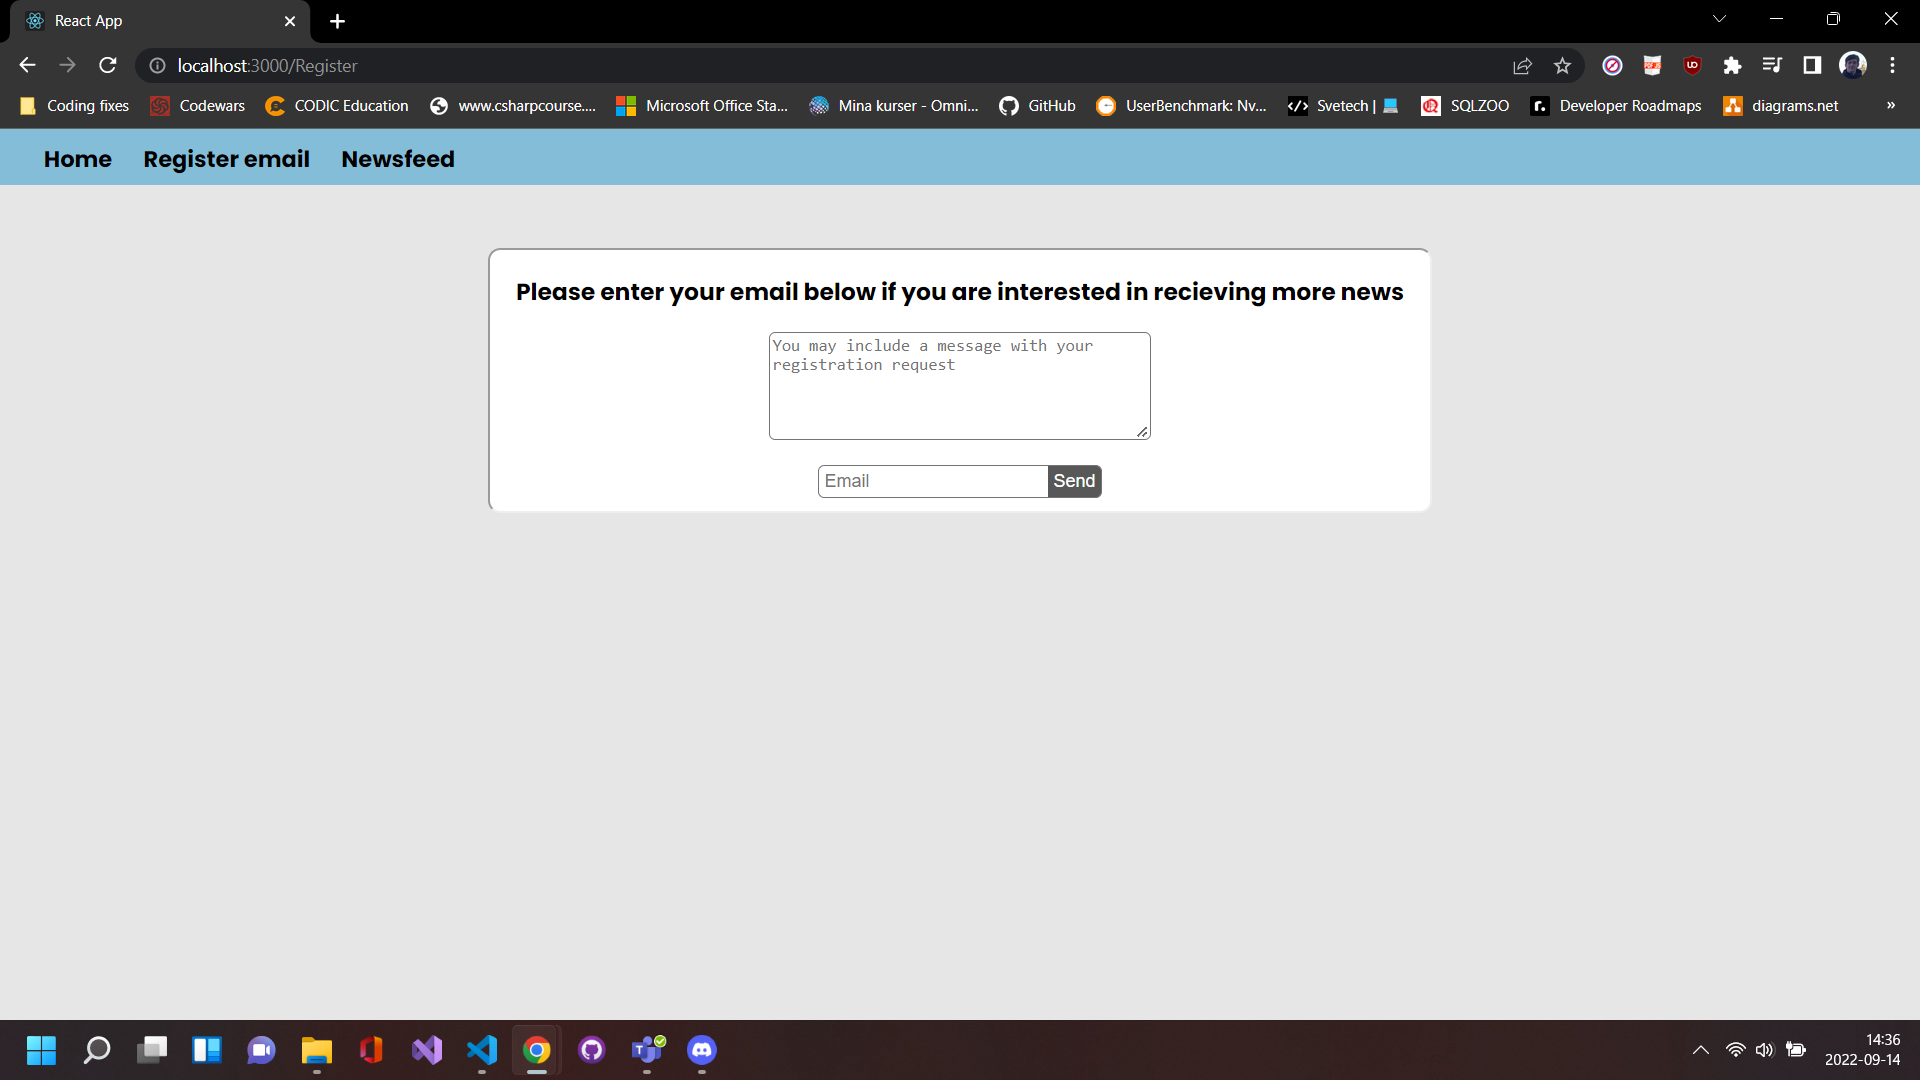 React App
localhost:3000/Register
Coding fixes Codewars CODIC Education www.csharpcourse.... Microsoft Office Sta... Mina kurser - Omni... GitHub UserBenchmark: Nv... Svetech | SQLZOO Developer Roadmaps diagrams.net »
Home Register email Newsfeed
Please enter your email below if you are interested in recieving more news
You may include a message with your
registration request
Email Send
14:36
2022-09-14